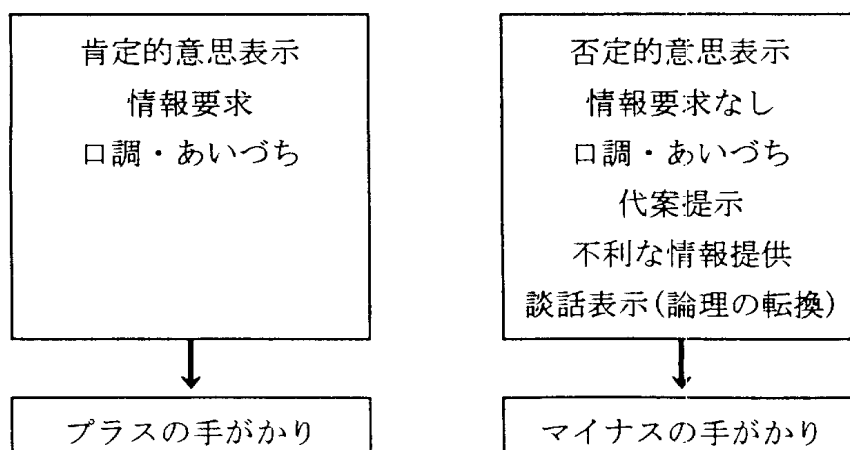 肯定的意思表示
情報要求
口調・あいづち
否定的意思表示
情報要求なし
口調・あいづち
代案提示
不利な情報提供
談話表示(論理の転換)
プラスの手がかり
マイナスの手がかり